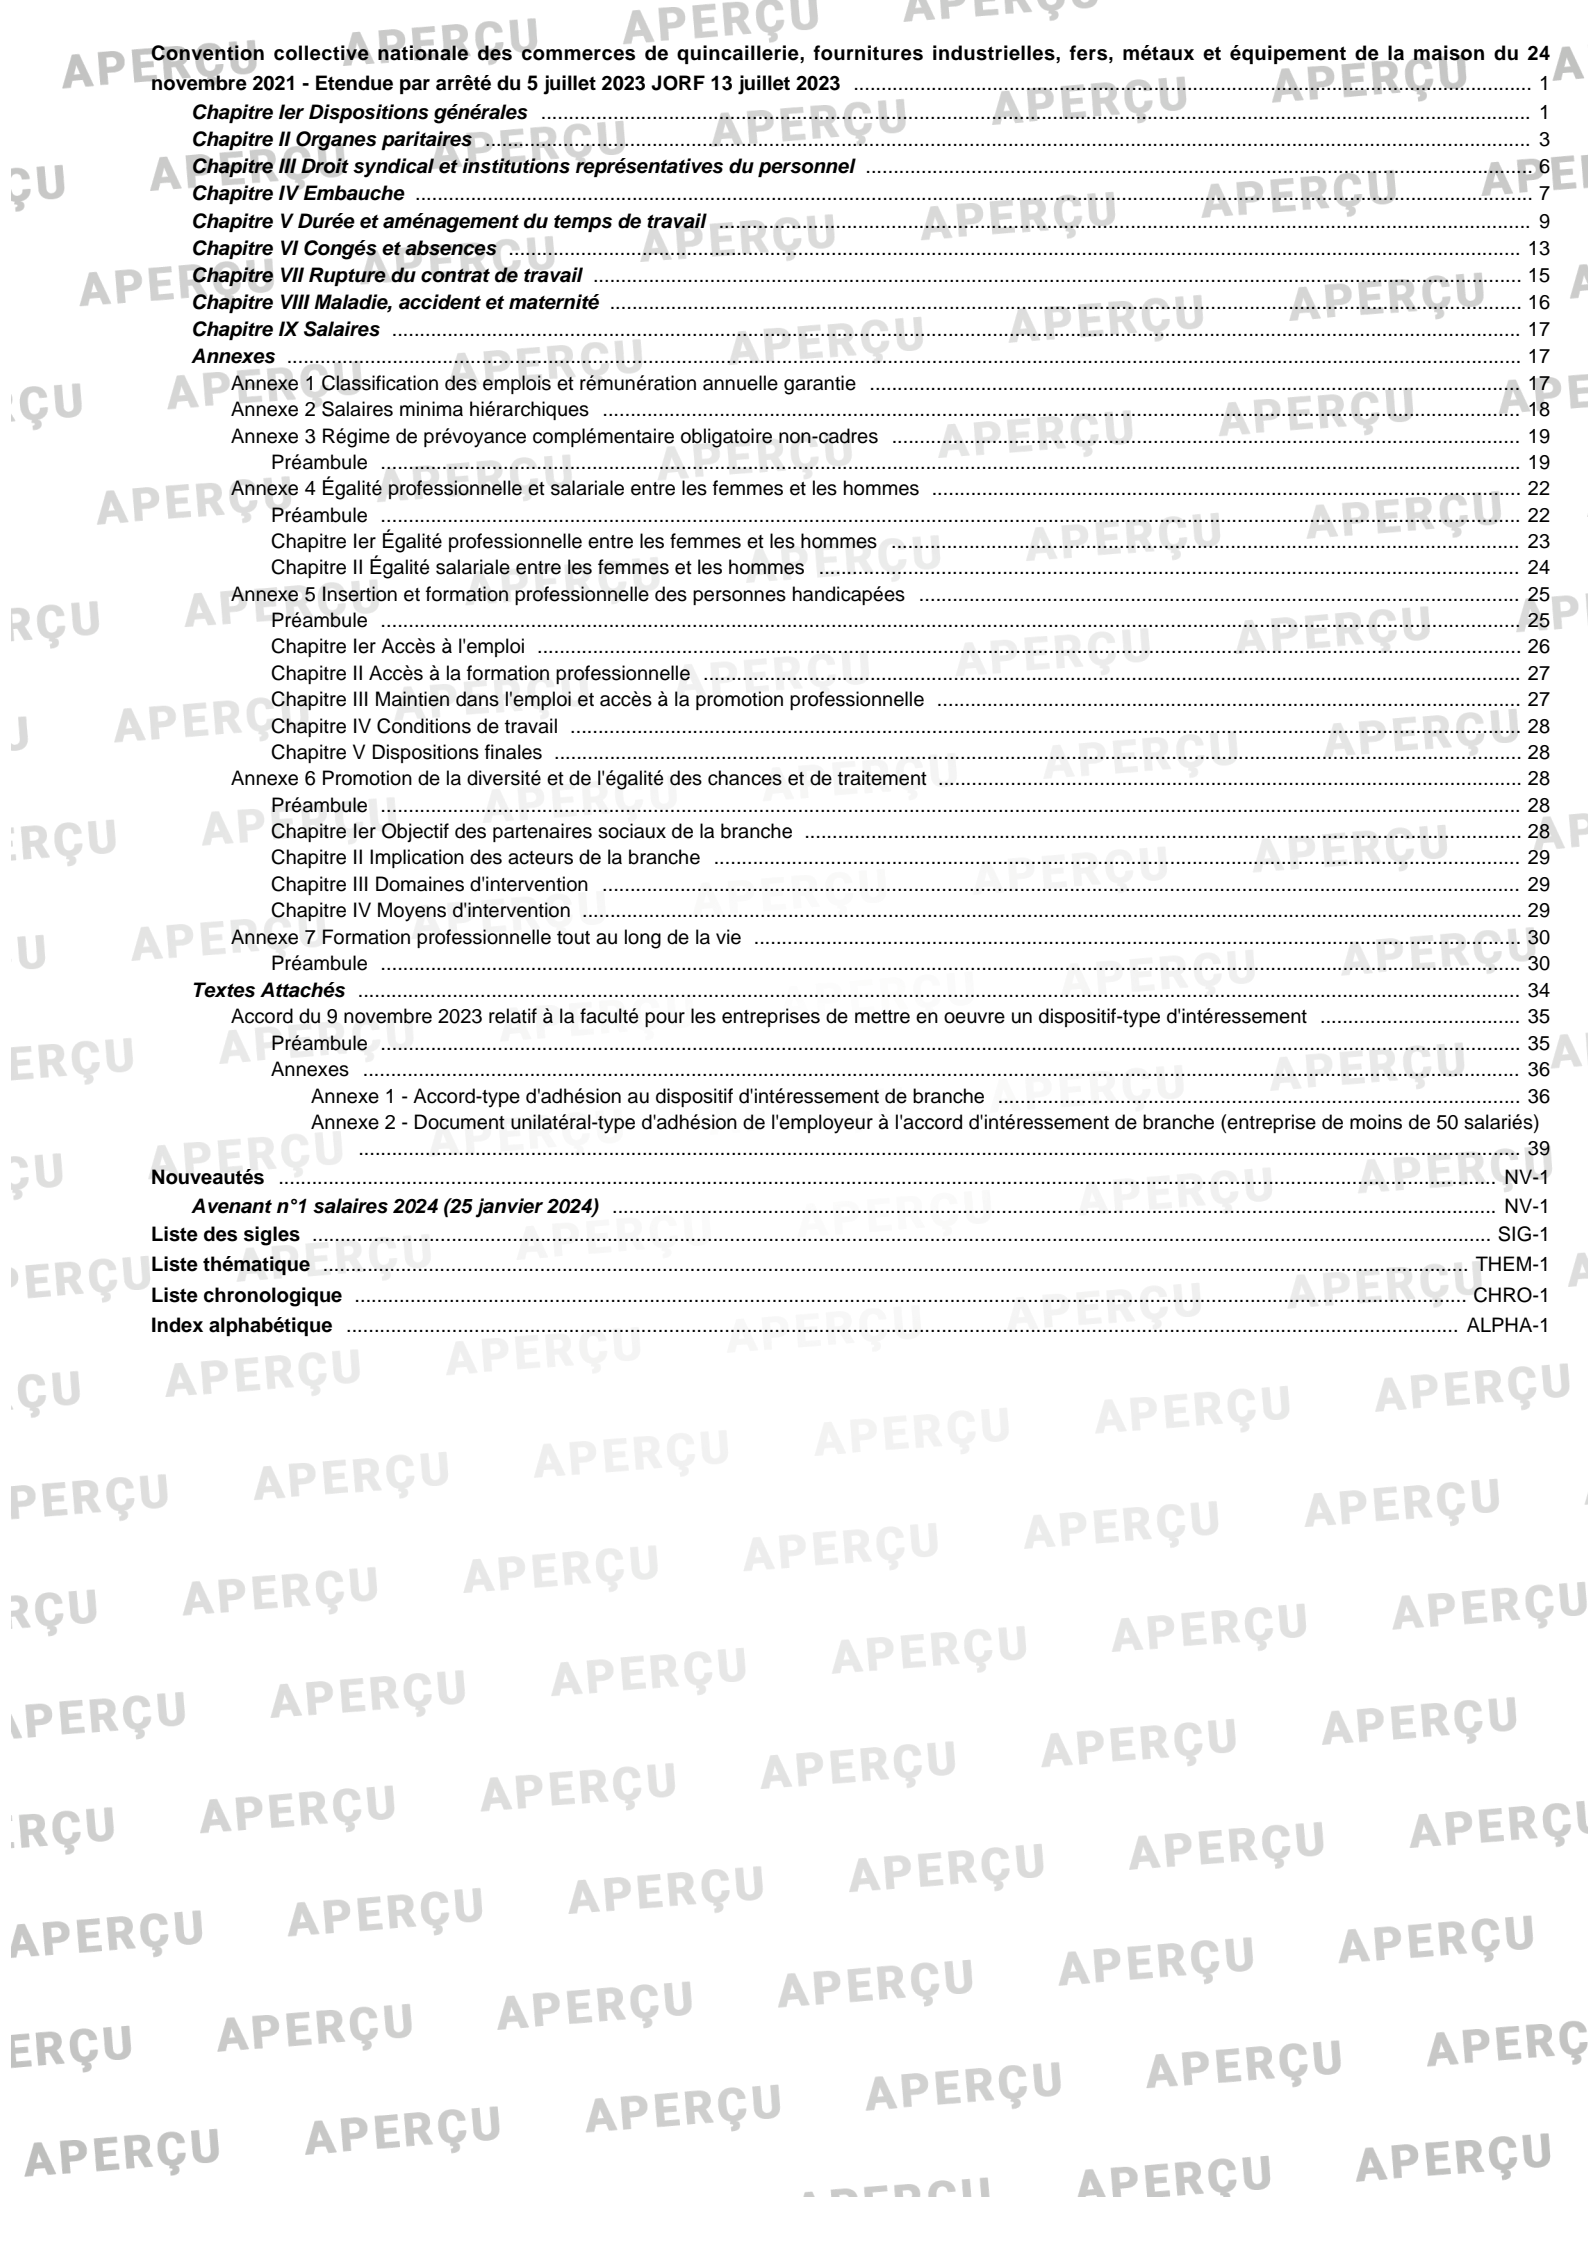 Convention collective nationale des commerces de quincaillerie, fournitures industrielles, fers, métaux et équipement de la maison du 24
novembre 2021 - Etendue par arrêté du 5 juillet 2023 JORF 13 juillet 2023 1
Chapitre Ier Dispositions générales 1
Chapitre II Organes paritaires 3
Chapitre III Droit syndical et institutions représentatives du personnel 6
Chapitre IV Embauche 7
Chapitre V Durée et aménagement du temps de travail 9
Chapitre VI Congés et absences 13
Chapitre VII Rupture du contrat de travail 15
Chapitre VIII Maladie, accident et maternité 16
Chapitre IX Salaires 17
Annexes 17
Annexe 1 Classification des emplois et rémunération annuelle garantie 17
Annexe 2 Salaires minima hiérarchiques 18
Annexe 3 Régime de prévoyance complémentaire obligatoire non-cadres 19
Préambule 19
Annexe 4 Égalité professionnelle et salariale entre les femmes et les hommes 22
Préambule 22
Chapitre Ier Égalité professionnelle entre les femmes et les hommes 23
Chapitre II Égalité salariale entre les femmes et les hommes 24
Annexe 5 Insertion et formation professionnelle des personnes handicapées 25
Préambule 25
Chapitre Ier Accès à l'emploi 26
Chapitre II Accès à la formation professionnelle 27
Chapitre III Maintien dans l'emploi et accès à la promotion professionnelle 27
Chapitre IV Conditions de travail 28
Chapitre V Dispositions finales 28
Annexe 6 Promotion de la diversité et de l'égalité des chances et de traitement 28
Préambule 28
Chapitre Ier Objectif des partenaires sociaux de la branche 28
Chapitre II Implication des acteurs de la branche 29
Chapitre III Domaines d'intervention 29
Chapitre IV Moyens d'intervention 29
Annexe 7 Formation professionnelle tout au long de la vie 30
Préambule 30
Textes Attachés 34
Accord du 9 novembre 2023 relatif à la faculté pour les entreprises de mettre en oeuvre un dispositif-type d'intéressement 35
Préambule 35
Annexes 36
Annexe 1 - Accord-type d'adhésion au dispositif d'intéressement de branche 36
Annexe 2 - Document unilatéral-type d'adhésion de l'employeur à l'accord d'intéressement de branche (entreprise de moins de 50 salariés)
39
Nouveautés NV-1
Avenant n°1 salaires 2024 (25 janvier 2024) NV-1
Liste des sigles SIG-1
Liste thématique THEM-1
Liste chronologique CHRO-1
Index alphabétique ALPHA-1
APERÇU